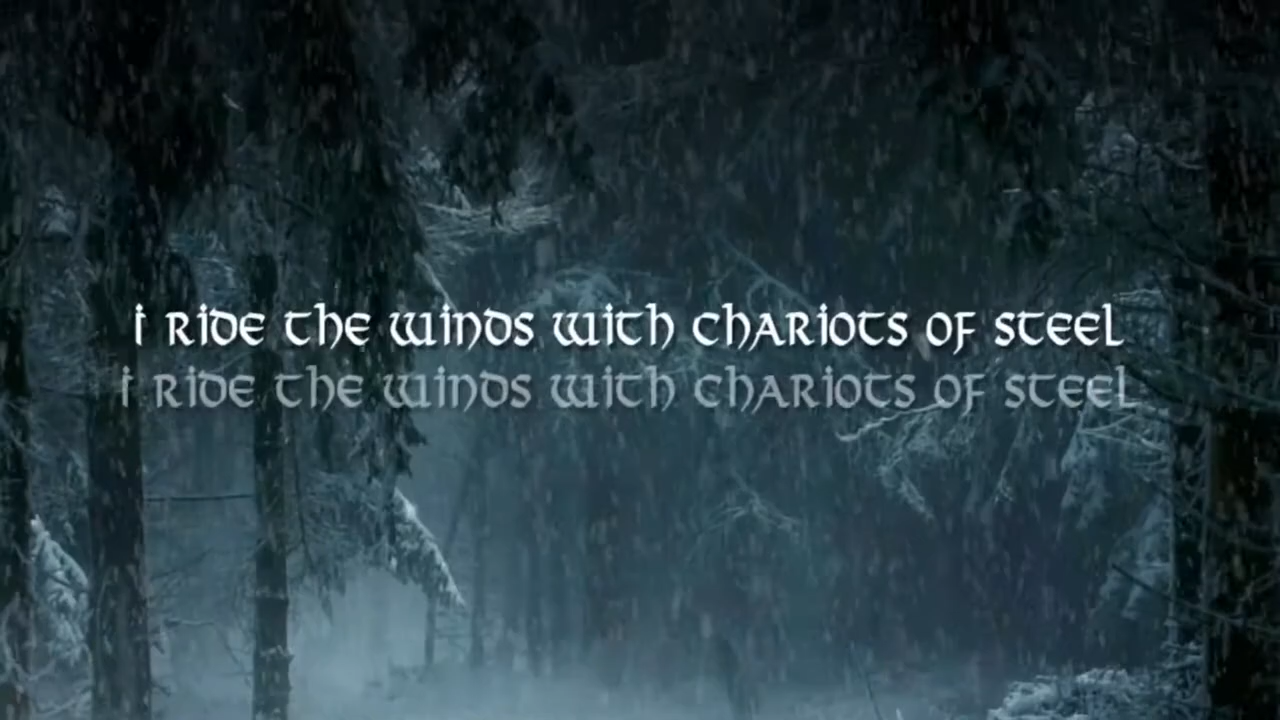 i ride the winds with chariots of steel
i ride the winds with chariots of steel